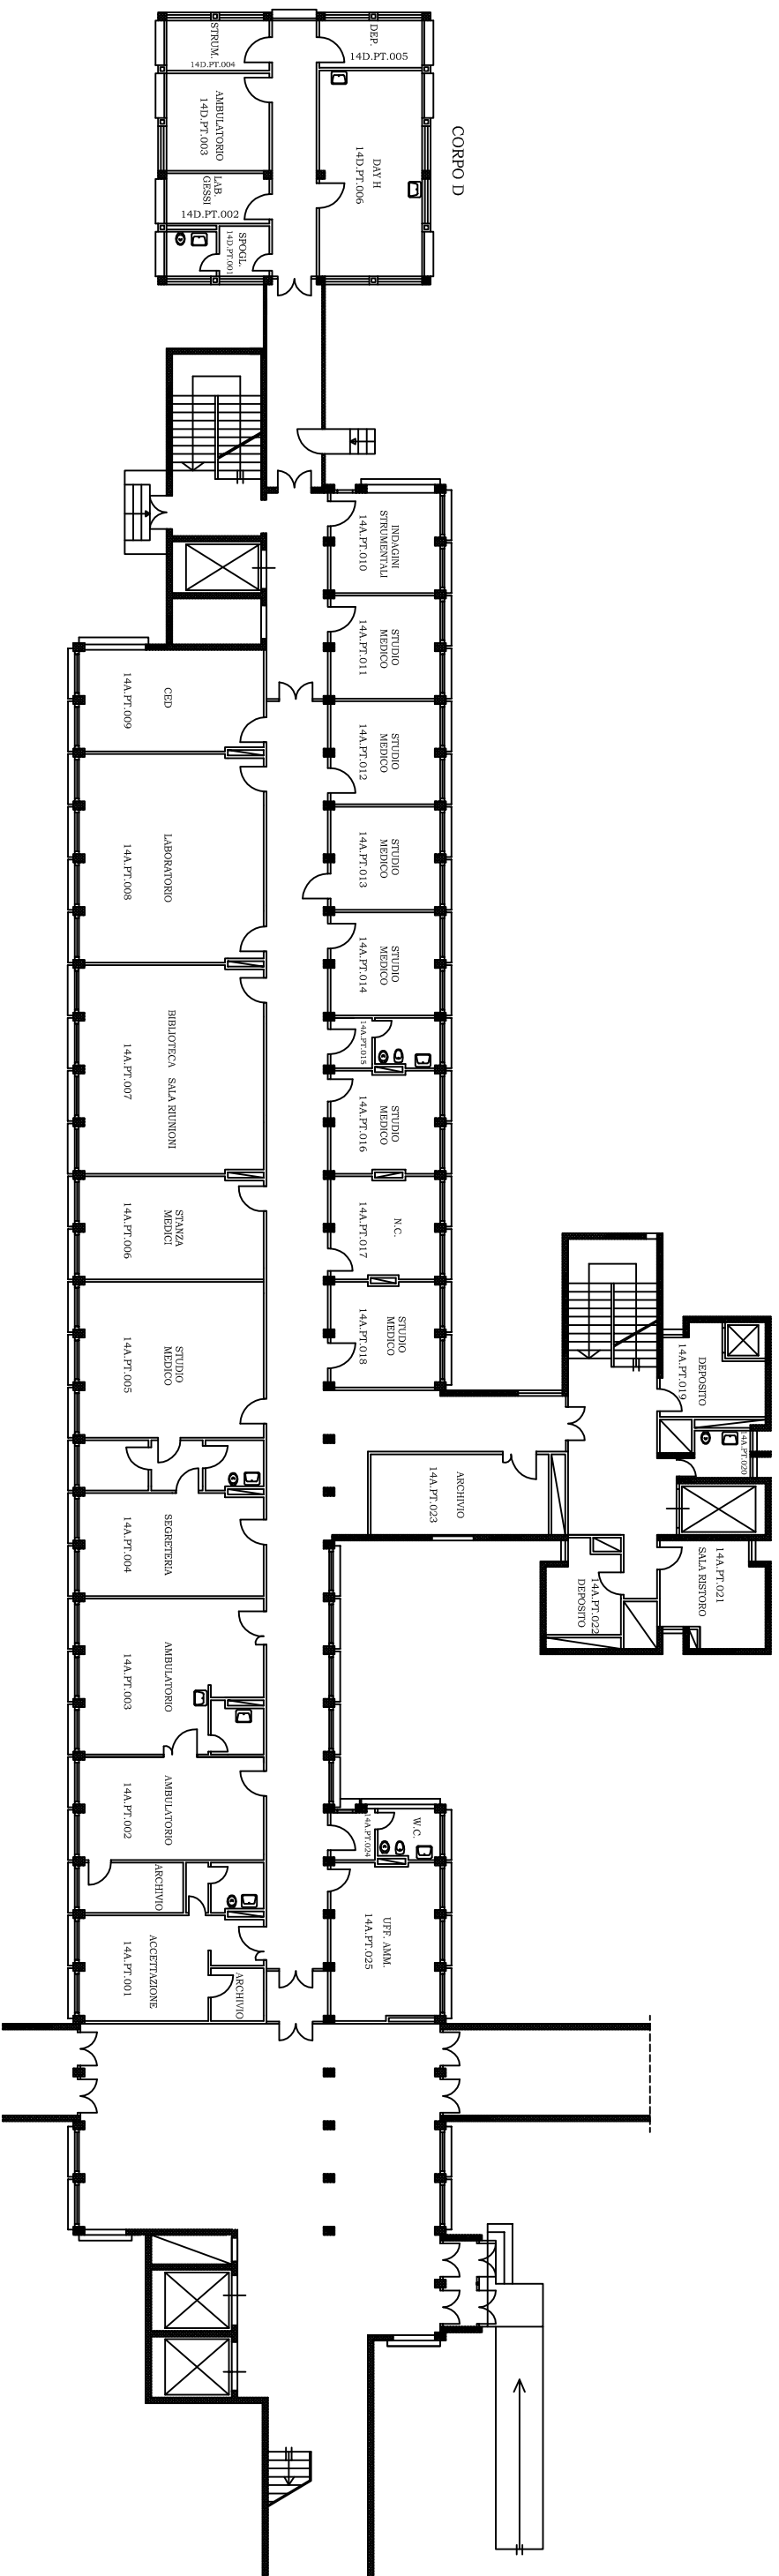 CORPO D
STRUM.
14D.PT.004
DEP.
14D.PT.005
AMBULATORIO
14D.PT.003
DAY H
14D.PT.006
LAB.
GESSI
14D.PT.002
SPOGL.
14D.PT.001
INDAGINI
STRUMENTALI
14A.PT.010
STUDIO
MEDICO
14A.PT.011
CED
14A.PT.009
STUDIO
MEDICO
14A.PT.012
LABORATORIO
14A.PT.008
STUDIO
MEDICO
14A.PT.013
STUDIO
MEDICO
14A.PT.014
BIBLIOTECA SALA RIUNIONI
14A.PT.007
14A.PT.015
STUDIO
MEDICO
14A.PT.016
STANZA
MEDICI
14A.PT.006
N.C.
14A.PT.017
STUDIO
MEDICO
14A.PT.018
STUDIO
MEDICO
14A.PT.005
DEPOSITO
14A.PT.019
14A.PT.020
ARCHIVIO
14A.PT.023
SEGRETERIA
14A.PT.004
14A.PT.021
SALA RISTORO
14A.PT.022
DEPOSITO
AMBULATORIO
14A.PT.003
AMBULATORIO
14A.PT.002
W.C.
14A.PT.024
ARCHIVIO
UFF. AMM.
14A.PT.025
ACCETTAZIONE
14A.PT.001
ARCHIVIO